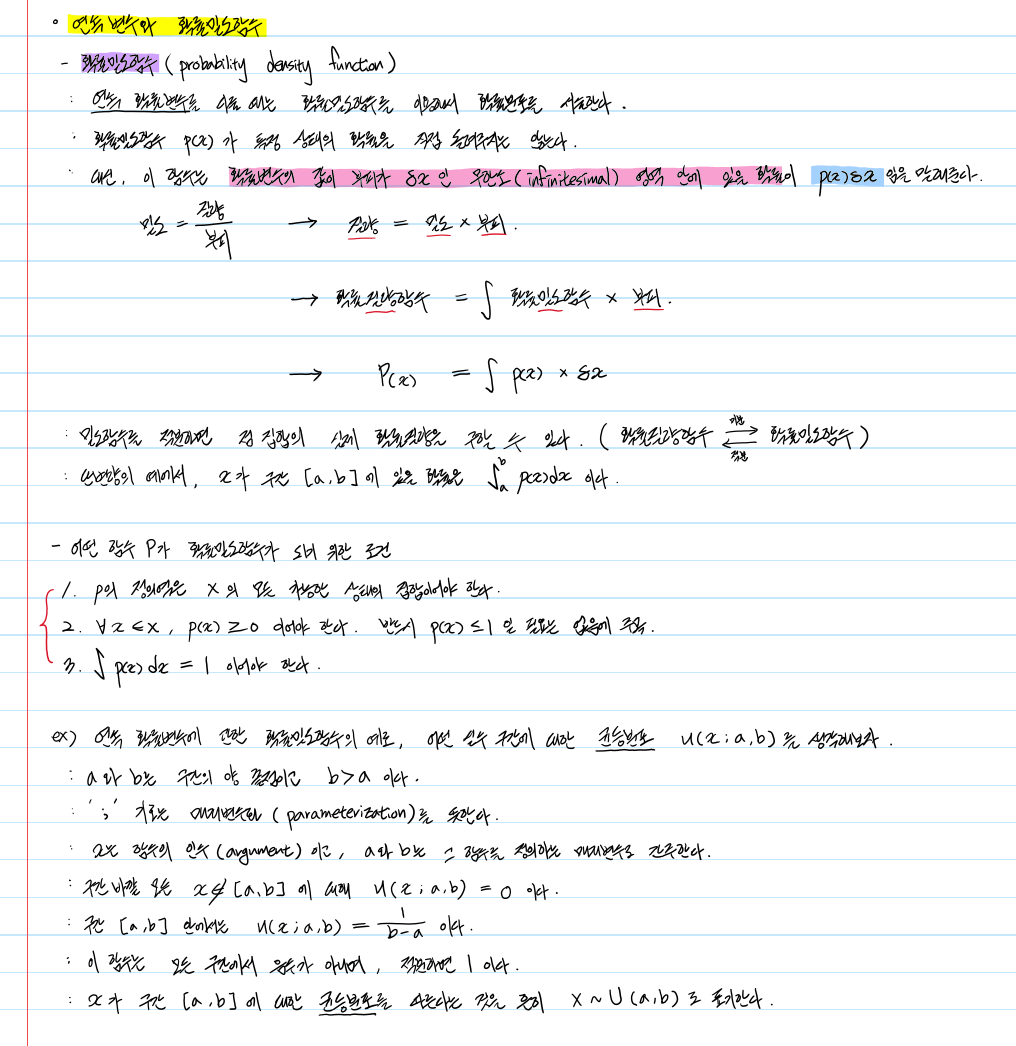 ◦ 연속 변수와 확률밀도함수
- 확률밀도함수 (probability density function)
: 연속 확률변수를 다룰 때는 확률밀도함수를 이용해서 확률분포를 서술한다.
: 확률밀도함수 p(x)가 특정 상태의 확률을 직접 돌려주지는 않는다.
: 대신, 이 함수는 확률변수의 값이 부피가 δx인 무한소(infinitesimal) 영역 안에 있을 확률이 p(x)δx 임을 말해준다.
밀도 = 질량/부피 → 질량 = 밀도 × 부피.
→ 확률질량함수 = ∫ 확률밀도함수 × 부피.
→ P(x) = ∫ p(x) × δx
: 밀도함수를 적분하면 점 집합의 실제 확률질량을 구할 수 있다. (확률질량함수 미분 ⇄ 적분 확률밀도함수)
: 단변량의 예에서, x가 구간 [a,b]에 있을 확률은 ∫ₐᵇ p(x)dx 이다.
- 어떤 함수 P가 확률밀도함수가 되기 위한 조건
1. p의 정의역은 x의 모든 가능한 상태의 집합이어야 한다.
2. ∀x ∈ x, p(x) ≥ 0 이어야 한다. 반드시 p(x) ≤ 1 일 필요는 없음에 주목.
3. ∫ p(x) dx = 1 이어야 한다.
ex) 연속 확률변수에 관한 확률밀도함수의 예로, 어떤 실수 구간에 대한 균등분포 u(x;a,b)를 생각해보자.
: a와 b는 구간의 양 끝점이고 b>a 이다.
: ';' 기호는 매개변수화 (parameterization)를 뜻한다.
: x는 함수의 인수 (argument)이고, a와 b는 그 함수를 정의하는 매개변수로 간주한다.
: 구간 바깥 모든 x∉[a,b]에 대해 u(x;a,b) = 0 이다.
: 구간 [a,b] 안에서는 u(x;a,b) = 1/(b-a) 이다.
: 이 함수는 모든 구간에서 음수가 아니며, 적분하면 1 이다.
: x가 구간 [a,b]에 대한 균등분포를 따른다는 것을 흔히 x~U(a,b)로 표기한다.